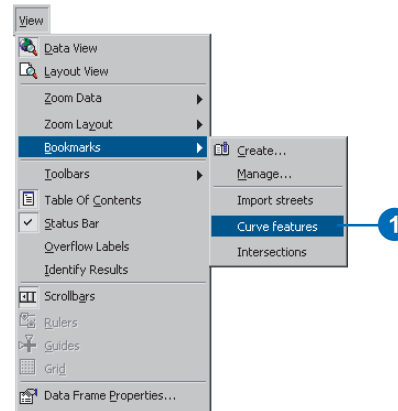 View
Data View
Layout View
Zoom Data
Zoom Layout
Bookmarks
Toolbars
Table Of Contents
Status Bar
Overflow Labels
Identify Results
Scrollbars
Rulers
Guides
Grid
Data Frame Properties...
Create...
Manage...
Import streets
Curve features
Intersections
1